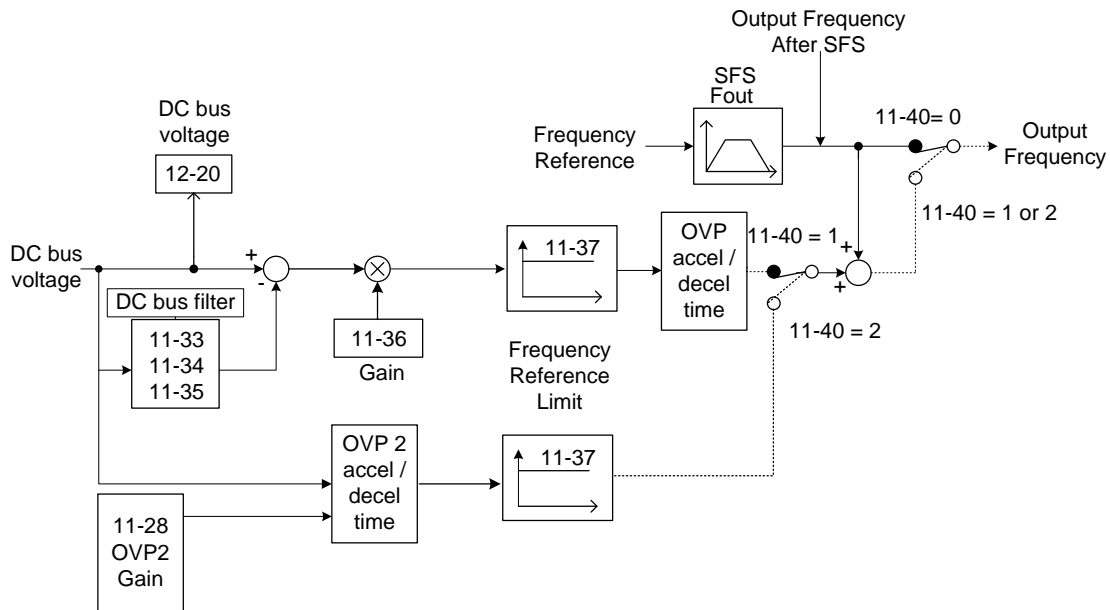 Output Frequency
After SFS
SFS
Fout
DC bus
voltage
11-40= 0
Frequency
Reference
Output
Frequency
12-20
11-40 = 1 or 2
DC bus
voltage
+
-
11-37
OVP
accel /
decel
time
11-40 = 1
+
+
DC bus filter
11-33
11-34
11-35
11-36
Gain
11-40 = 2
Frequency
Reference
Limit
OVP 2
accel /
decel
time
11-37
11-28
OVP2
Gain